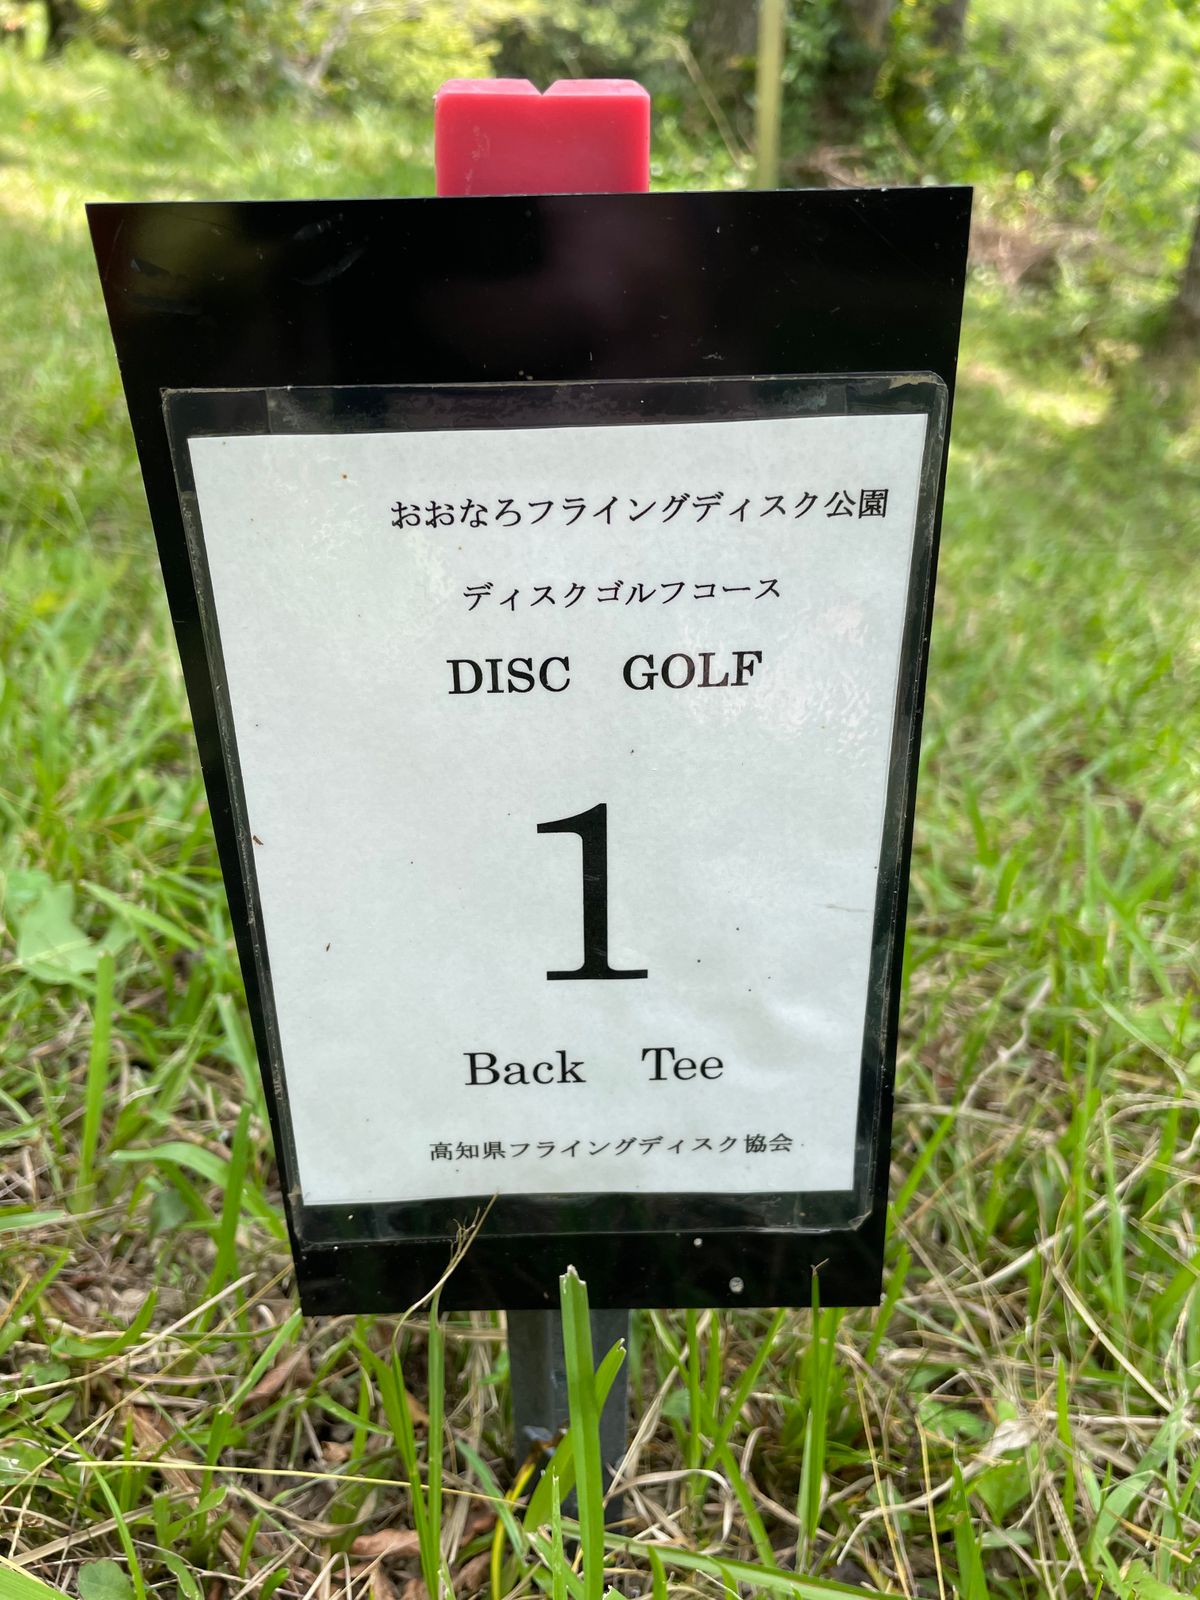 おおなろフライングディスク公園
ディスクゴルフコース
DISC GOLF
1
Back Tee
高知県フライングディスク協会